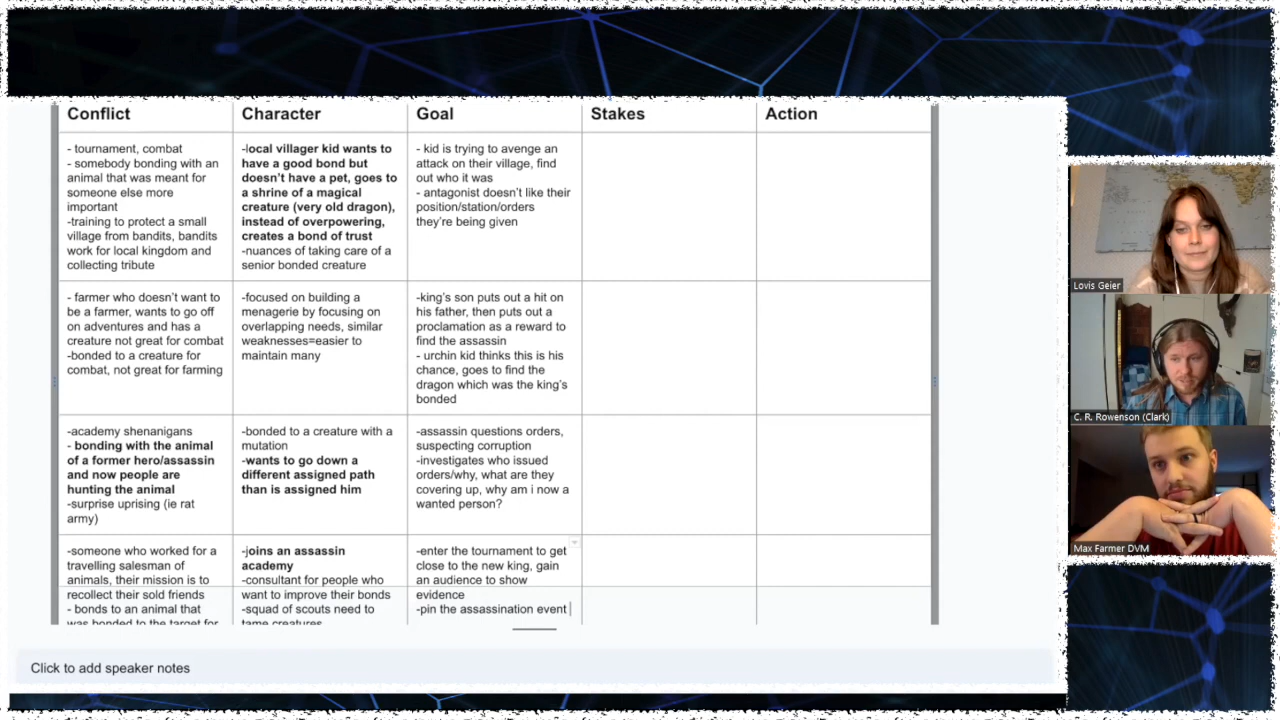 Conflict
Character
Goal
Stakes
Action
- tournament, combat
- somebody bonding with an
animal that was meant for
someone else more
important
-training to protect a small
village from bandits, bandits
work for local kingdom and
collecting tribute
-local villager kid wants to
have a good bond but
doesn't have a pet, goes to
a shrine of a magical
creature (very old dragon),
instead of overpowering,
creates a bond of trust
-nuances of taking care of a
senior bonded creature
- kid is trying to avenge an
attack on their village, find
out who it was
- antagonist doesn't like their
position/station/orders
they're being given
- farmer who doesn't want to
be a farmer, wants to go off
on adventures and has a
creature not great for combat
-bonded to a creature for
combat, not great for farming
-focused on building a
menagerie by focusing on
overlapping needs, similar
weaknesses=easier to
maintain many
-king's son puts out a hit on
his father, then puts out a
proclamation as a reward to
find the assassin
- urchin kid thinks this is his
chance, goes to find the
dragon which was the king's
bonded
-academy shenanigans
- bonding with the animal
of a former hero/assassin
and now people are
hunting the animal
-surprise uprising (ie rat
army)
-bonded to a creature with a
mutation
-wants to go down a
different assigned path
than is assigned him
-assassin questions orders,
suspecting corruption
-investigates who issued
orders/why, what are they
covering up, why am i now a
wanted person?
-someone who worked for a
travelling salesman of
animals, their mission is to
recollect their sold friends
- bonds to an animal that
was bonded to the target for
-joins an assassin
academy
-consultant for people who
want to improve their bonds
-squad of scouts need to
tame creatures
-enter the tournament to get
close to the new king, gain
an audience to show
evidence
-pin the assassination event
Click to add speaker notes
Lovis Geier
C. R. Rowenson (Clark)
Max Farmer DVM